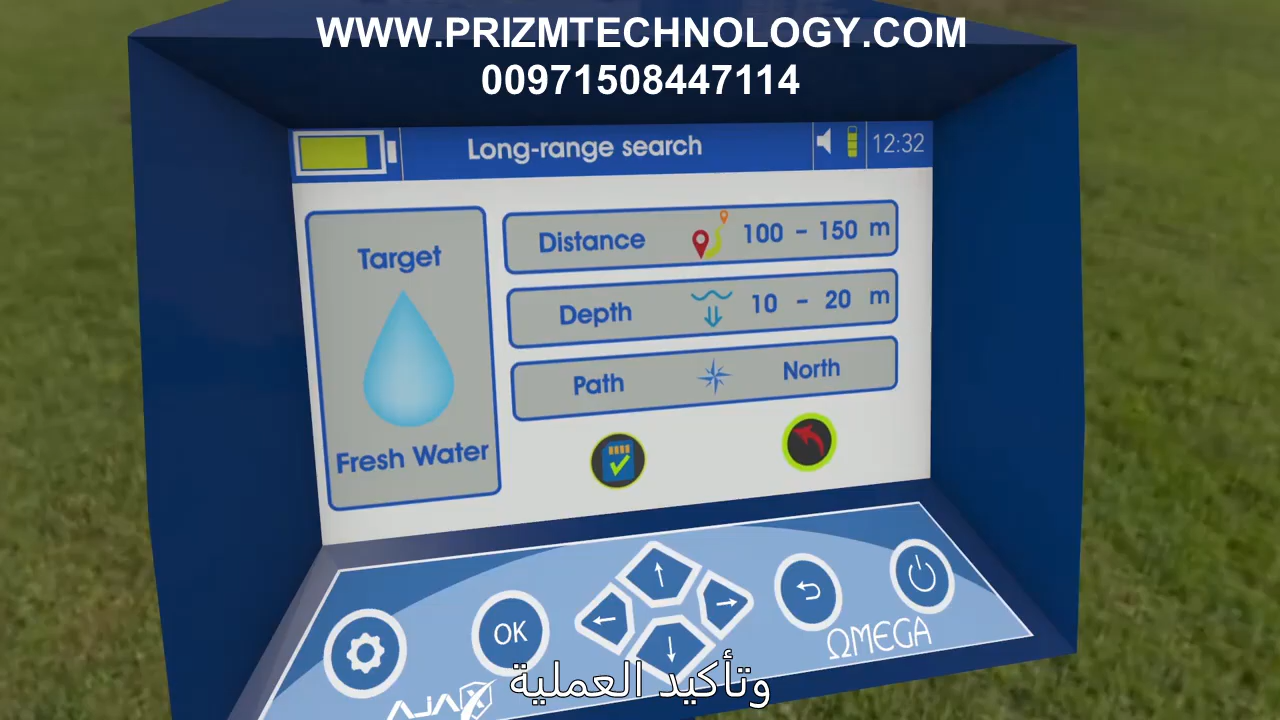 WWW.PRIZMTECHNOLOGY.COM
00971508447114
Long-range search
12:32
Target
Fresh Water
Distance 100 - 150 m
Depth 10 - 20 m
Path North
OK
AJAX
ΩMEGA
وتأكيد العملية